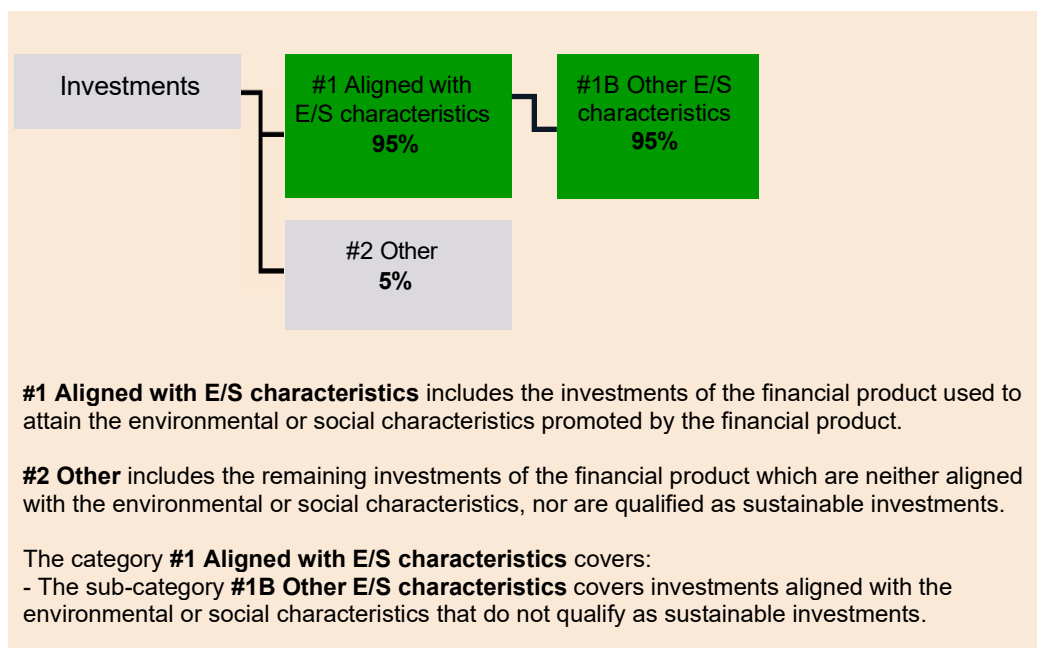 Investments
#1 Aligned with
E/S characteristics
95%
#1B Other E/S
characteristics
95%
#2 Other
5%
#1 Aligned with E/S characteristics includes the investments of the financial product used to
attain the environmental or social characteristics promoted by the financial product.
#2 Other includes the remaining investments of the financial product which are neither aligned
with the environmental or social characteristics, nor are qualified as sustainable investments.
The category #1 Aligned with E/S characteristics covers:
- The sub-category #1B Other E/S characteristics covers investments aligned with the
environmental or social characteristics that do not qualify as sustainable investments.